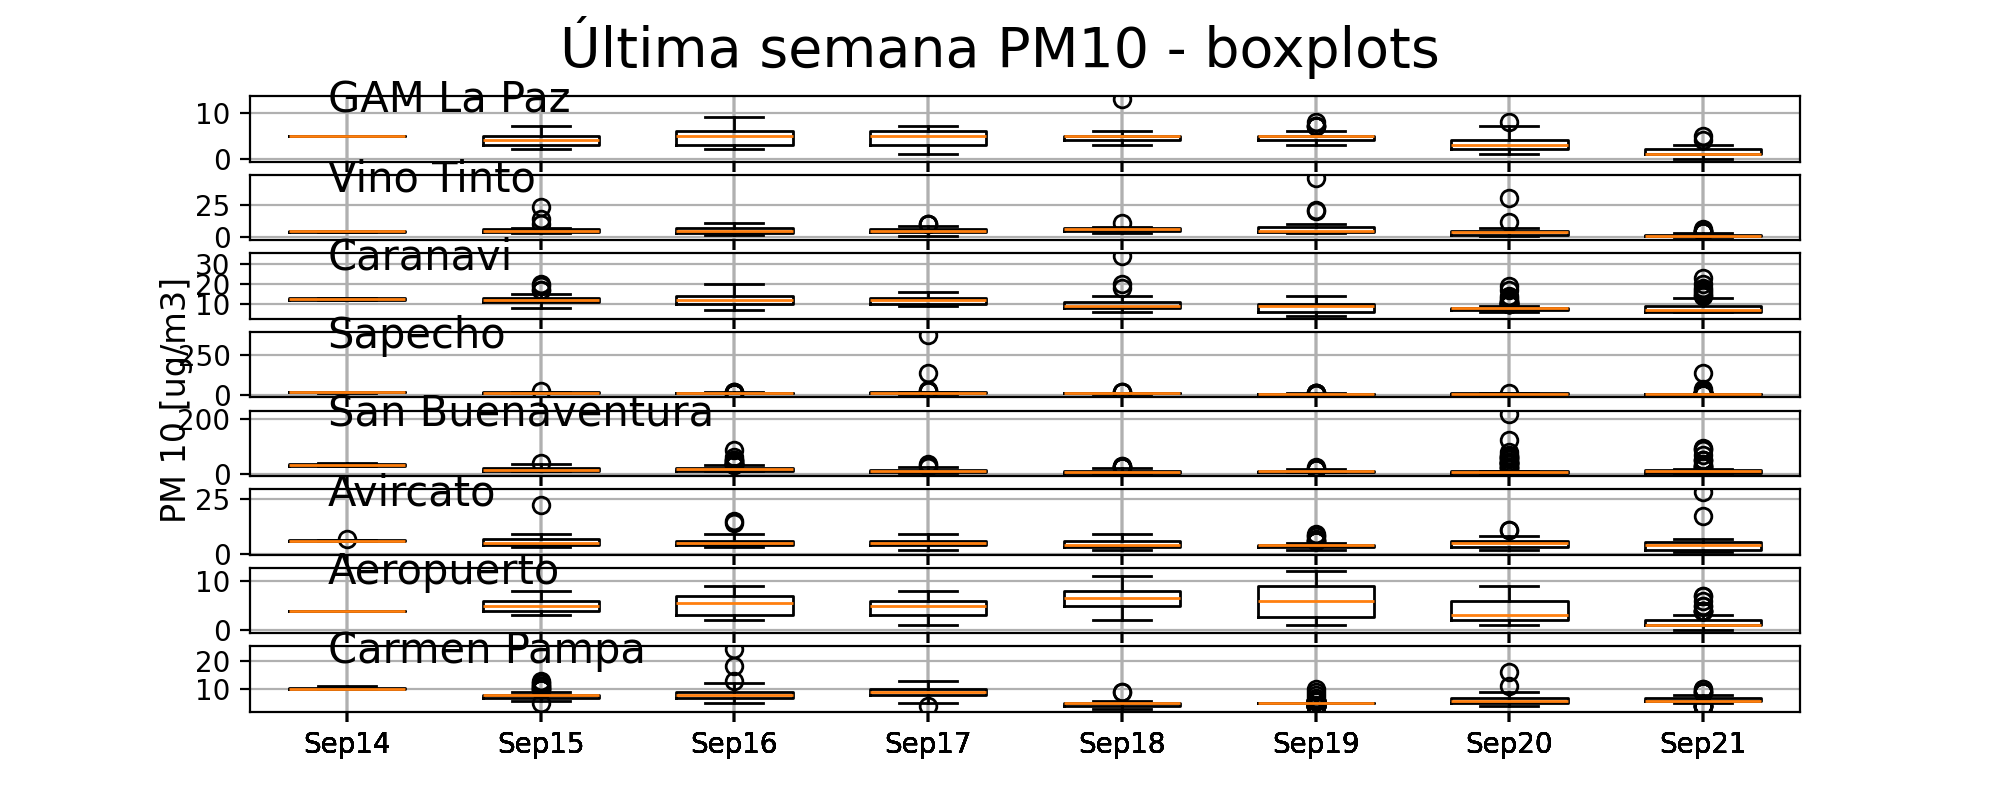 Última semana PM10 - boxplots
GAM La Paz
10
0
Vino Tinto
25
0
Caranavi
30
20
10
Sapecho
250
0
PM 10 [ug/m3]
San Buenaventura
200
0
Avircato
25
0
Aeropuerto
10
0
Carmen Pampa
20
10
Sep14 Sep15 Sep16 Sep17 Sep18 Sep19 Sep20 Sep21